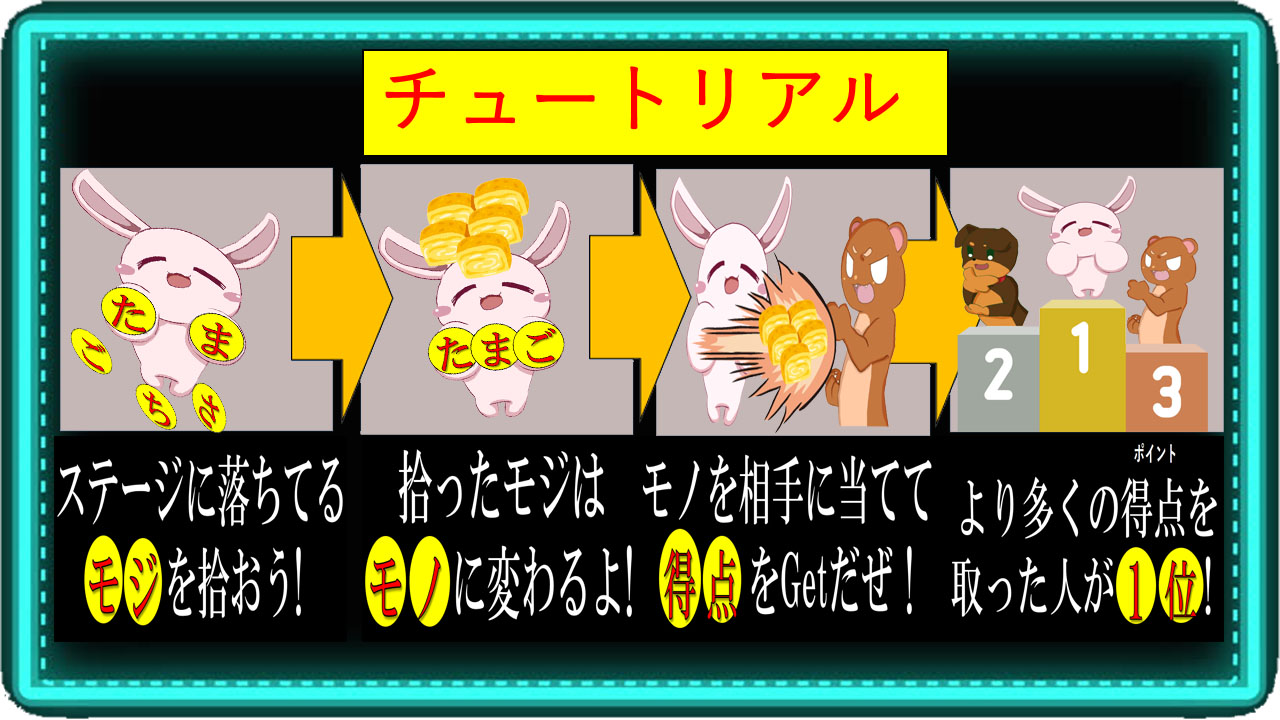 チュートリアル
た
ま
ご
ち
さ
たまご
2
1
3
ステージに落ちてる
モジを拾おう!
拾ったモジは
モノに変わるよ!
モノを相手に当てて
得点をGetだぜ!
ポイント
より多くの得点を
取った人が1位!